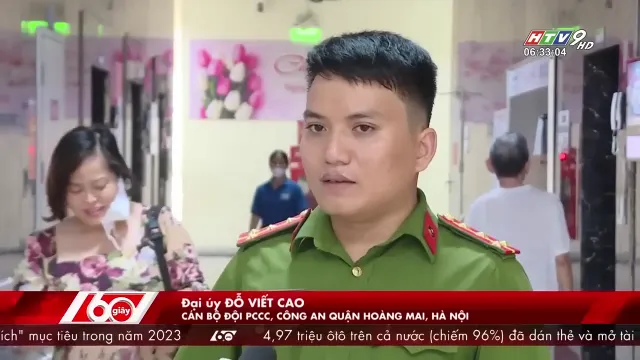 HTV9 HD
06:33:04
60 giây
Đại úy ĐỖ VIẾT CAO
CÁN BỘ ĐỘI PCCC, CÔNG AN QUẬN HOÀNG MAI, HÀ NỘI
ích" mục tiêu trong năm 2023 4,97 triệu ôtô trên cả nước (chiếm 96%) đã dán thẻ và mở tài